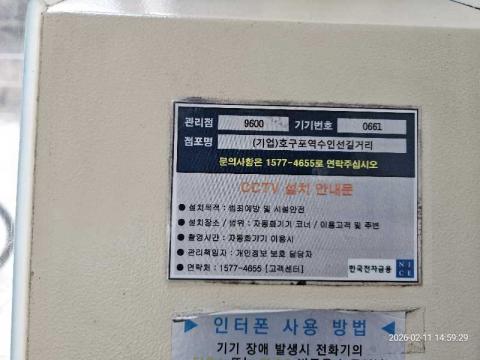 관리점 9600 기기번호 0661
점포명 (기업)호구포역수인선길거리
문의사항은 1577-4655로 연락주십시오
CCTV 설치 안내문
● 설치목적 : 범죄예방 및 시설안전
● 설치장소 / 범위 : 자동화기기 코너 / 이용고객 및 주변
● 촬영시간 : 자동화기기 이용시
● 관리책임자 : 개인정보 보호 담당자
● 연락처 : 1577-4655 [고객센터]
한국전자금융 NICE
▶ 인터폰 사용 방법 ◀
기기 장애 발생시 전화기의
2026-02-11 14:59:29